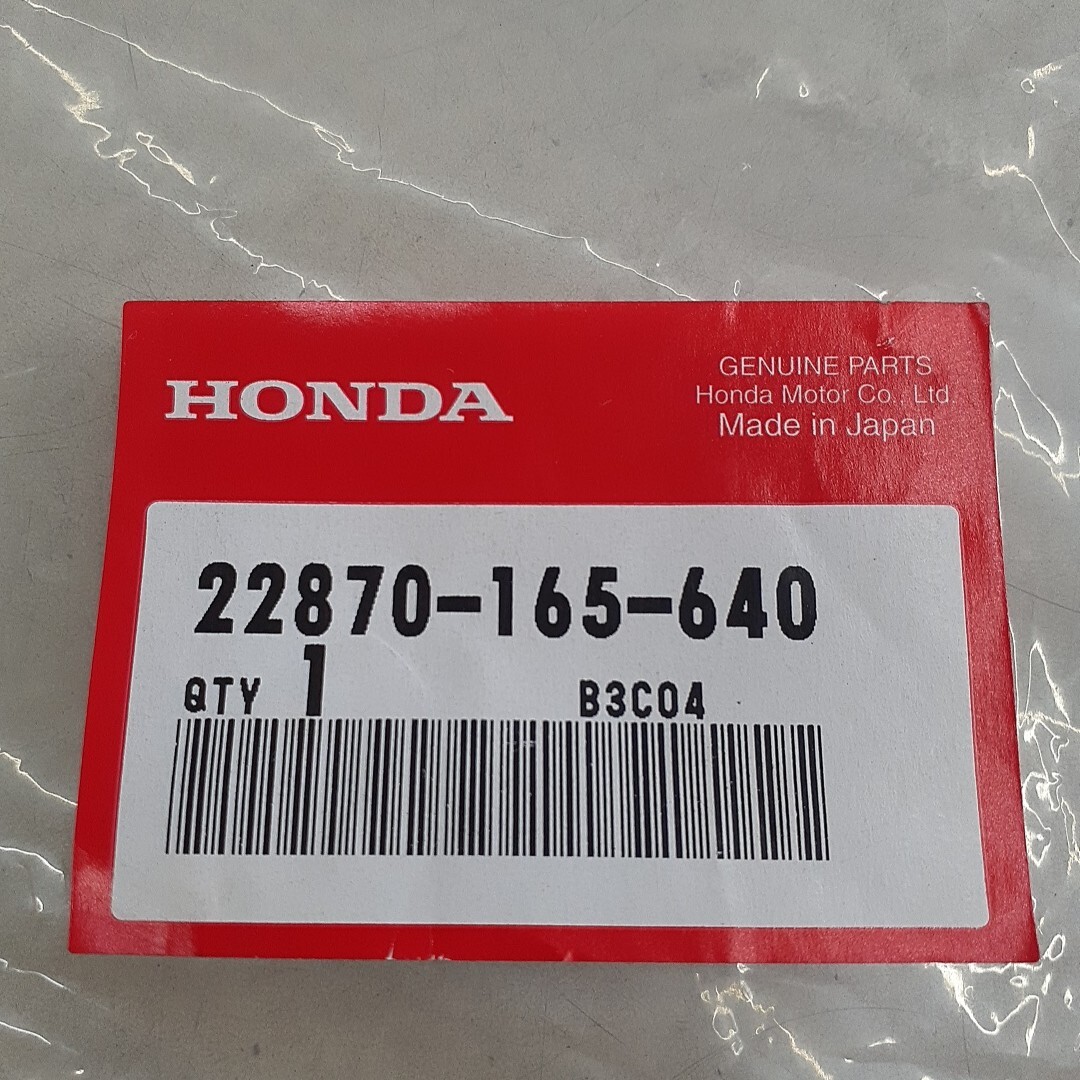 HONDA
GENUINE PARTS
Honda Motor Co., Ltd.
Made in Japan
22870-165-640
QTY 1 B3C04